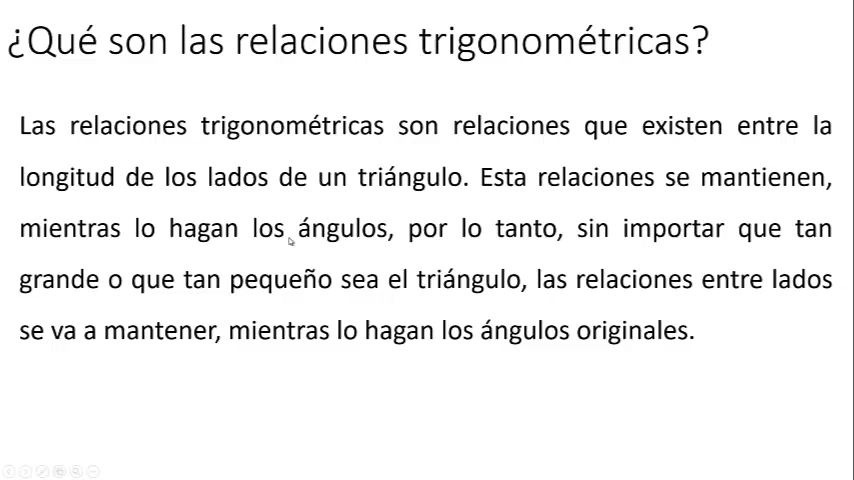 ¿Qué son las relaciones trigonométricas?
Las relaciones trigonométricas son relaciones que existen entre la
longitud de los lados de un triángulo. Esta relaciones se mantienen,
mientras lo hagan los ángulos, por lo tanto, sin importar que tan
grande o que tan pequeño sea el triángulo, las relaciones entre lados
se va a mantener, mientras lo hagan los ángulos originales.